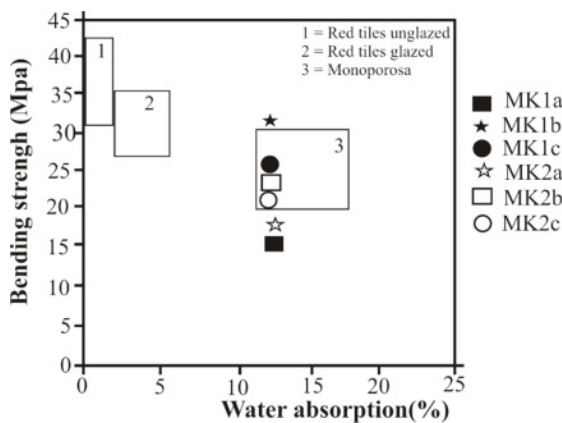 45
40
35
30
25
20
15
10
5
0
Bending strengh (Mpa)
1
2
3
1 = Red tiles unglazed
2 = Red tiles glazed
3 = Monoporosa
MK1a
MK1b
MK1c
MK2a
MK2b
MK2c
0 5 10 15 20 25
Water absorption(%)